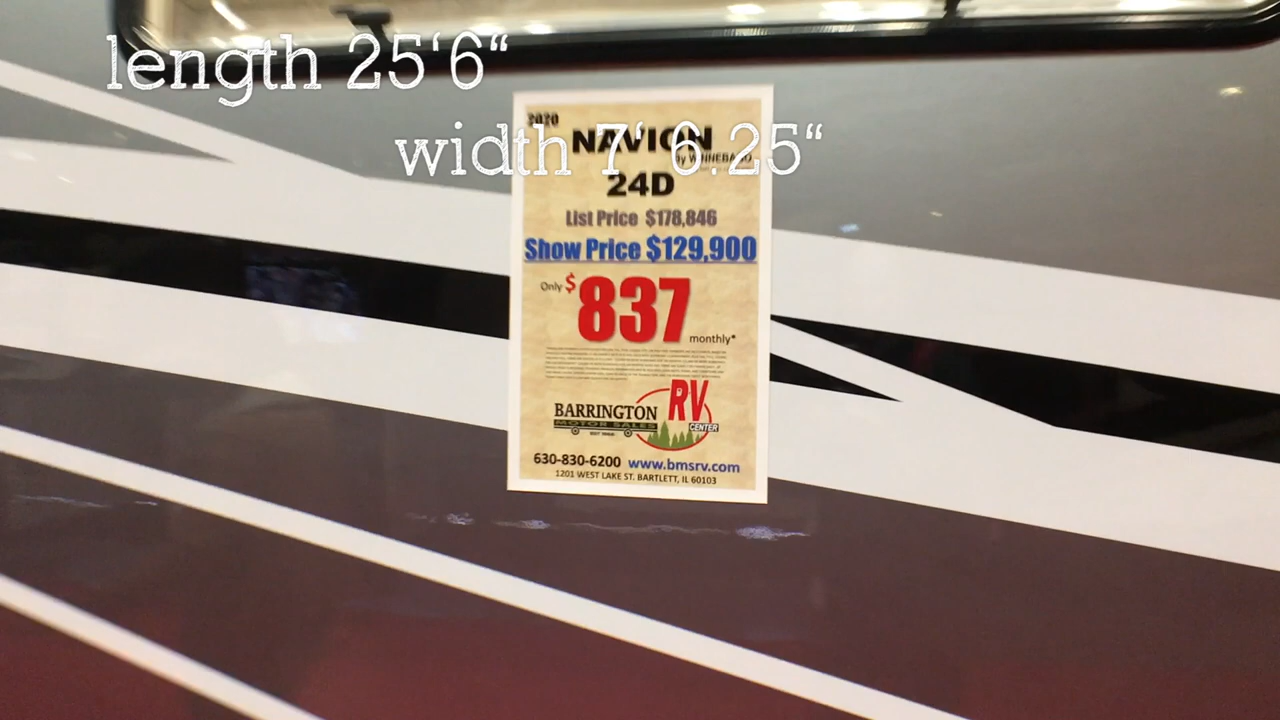 length 25‘6“
width 7‘ 6.25“
2020
NAVION
by WINNEBAGO
24D
List Price $178,846
Show Price $129,900
Only $837 monthly*
BARRINGTON
MOTOR SALES
RV
CENTER
630-830-6200 www.bmsrv.com
1201 WEST LAKE ST. BARTLETT, IL 60103